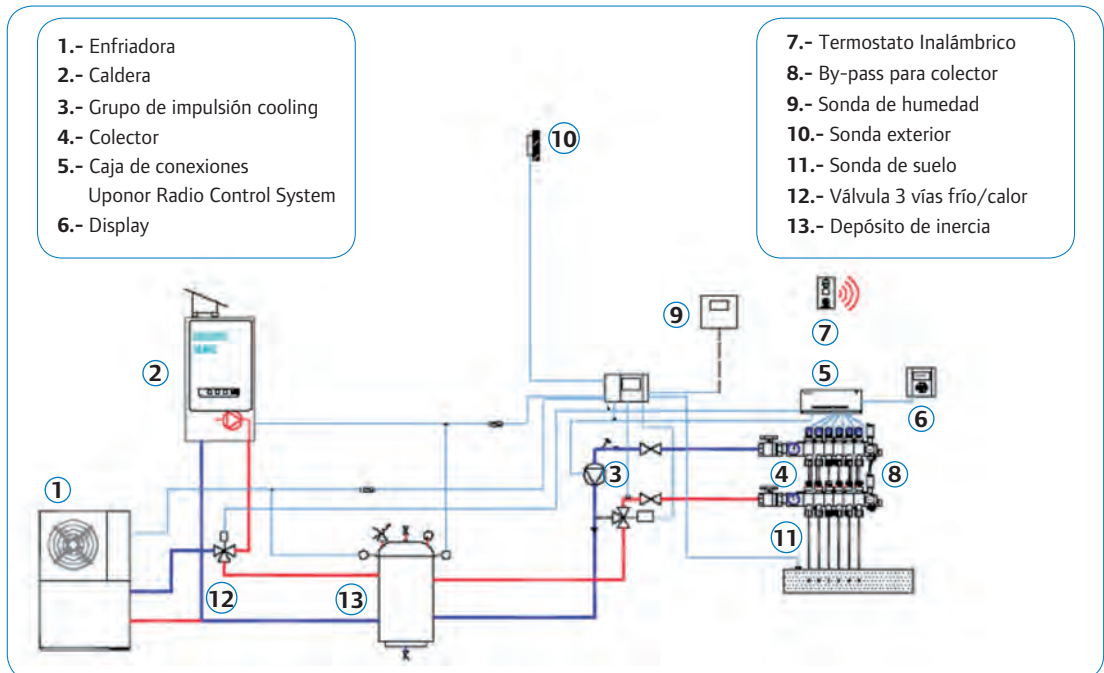 1.- Enfriadora
2.- Caldera
3.- Grupo de impulsión cooling
4.- Colector
5.- Caja de conexiones
Uponor Radio Control System
6.- Display
7.- Termostato Inalámbrico
8.- By-pass para colector
9.- Sonda de humedad
10.- Sonda exterior
11.- Sonda de suelo
12.- Válvula 3 vías frío/calor
13.- Depósito de inercia
10
9
7
2
5
6
3
4
8
1
11
12
13